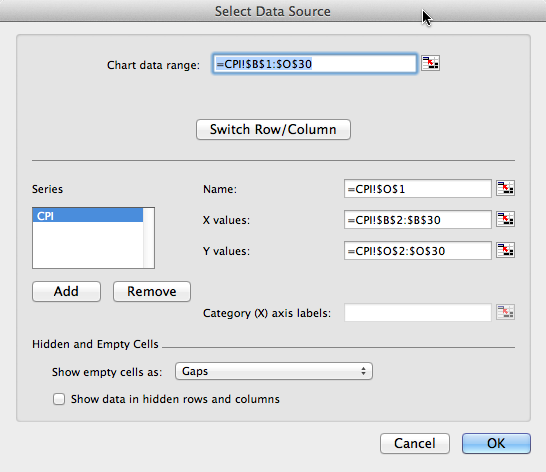 Select Data Source
Chart data range: =CPI!$B$1:$O$30
Switch Row/Column
Series
CPI
Name: =CPI!$O$1
X values: =CPI!$B$2:$B$30
Y values: =CPI!$O$2:$O$30
Add Remove
Category (X) axis labels:
Hidden and Empty Cells
Show empty cells as: Gaps
Show data in hidden rows and columns
Cancel OK